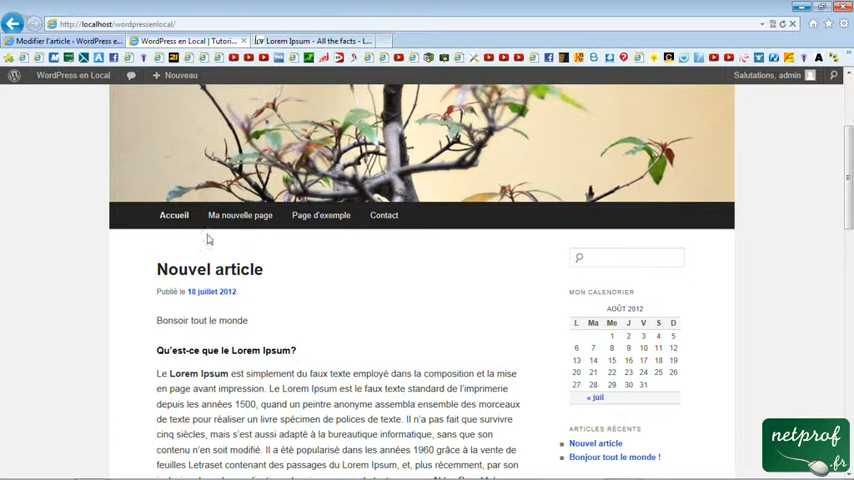 http://localhost/wordpressenlocal/
Modifier l'article ‹ WordPress e...
WordPress en Local | Tutori...
Lorem Ipsum - All the facts - L...
WordPress en Local
Nouveau
Salutations, admin
Accueil
Ma nouvelle page
Page d'exemple
Contact
Nouvel article
Publié le 18 juillet 2012
Bonsoir tout le monde
Qu'est-ce que le Lorem Ipsum?
Le Lorem Ipsum est simplement du faux texte employé dans la composition et la mise
en page avant impression. Le Lorem Ipsum est le faux texte standard de l'imprimerie
depuis les années 1500, quand un peintre anonyme assembla ensemble des morceaux
de texte pour réaliser un livre spécimen de polices de texte. Il n'a pas fait que survivre
cinq siècles, mais s'est aussi adapté à la bureautique informatique, sans que son
contenu n'en soit modifié. Il a été popularisé dans les années 1960 grâce à la vente de
feuilles Letraset contenant des passages du Lorem Ipsum, et, plus récemment, par son
MON CALENDRIER
AOÛT 2012
L Ma Me J V S D
1 2 3 4 5
6 7 8 9 10 11 12
13 14 15 16 17 18 19
20 21 22 23 24 25 26
27 28 29 30 31
« juil
ARTICLES RÉCENTS
Nouvel article
Bonjour tout le monde !
netprof
.fr